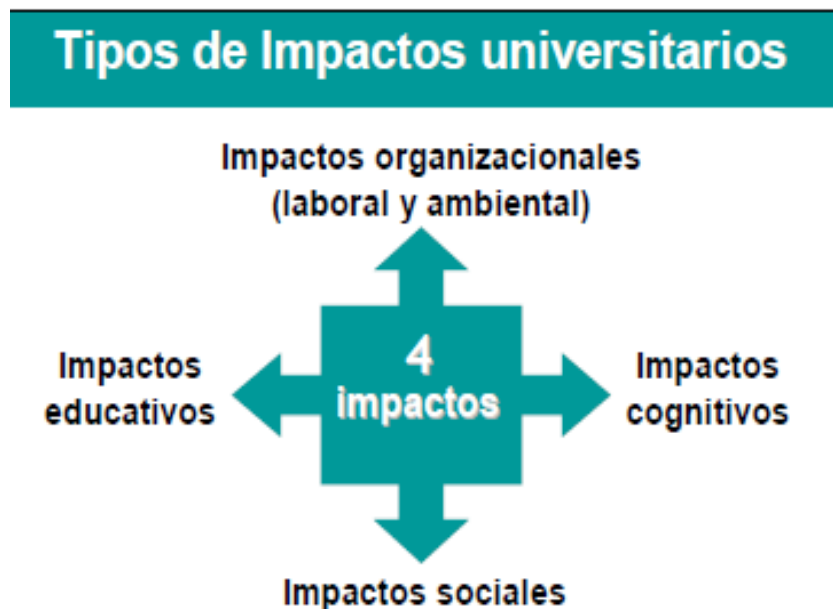 Tipos de Impactos universitarios
Impactos organizacionales
(laboral y ambiental)
Impactos
educativos
4
impactos
Impactos
cognitivos
Impactos sociales